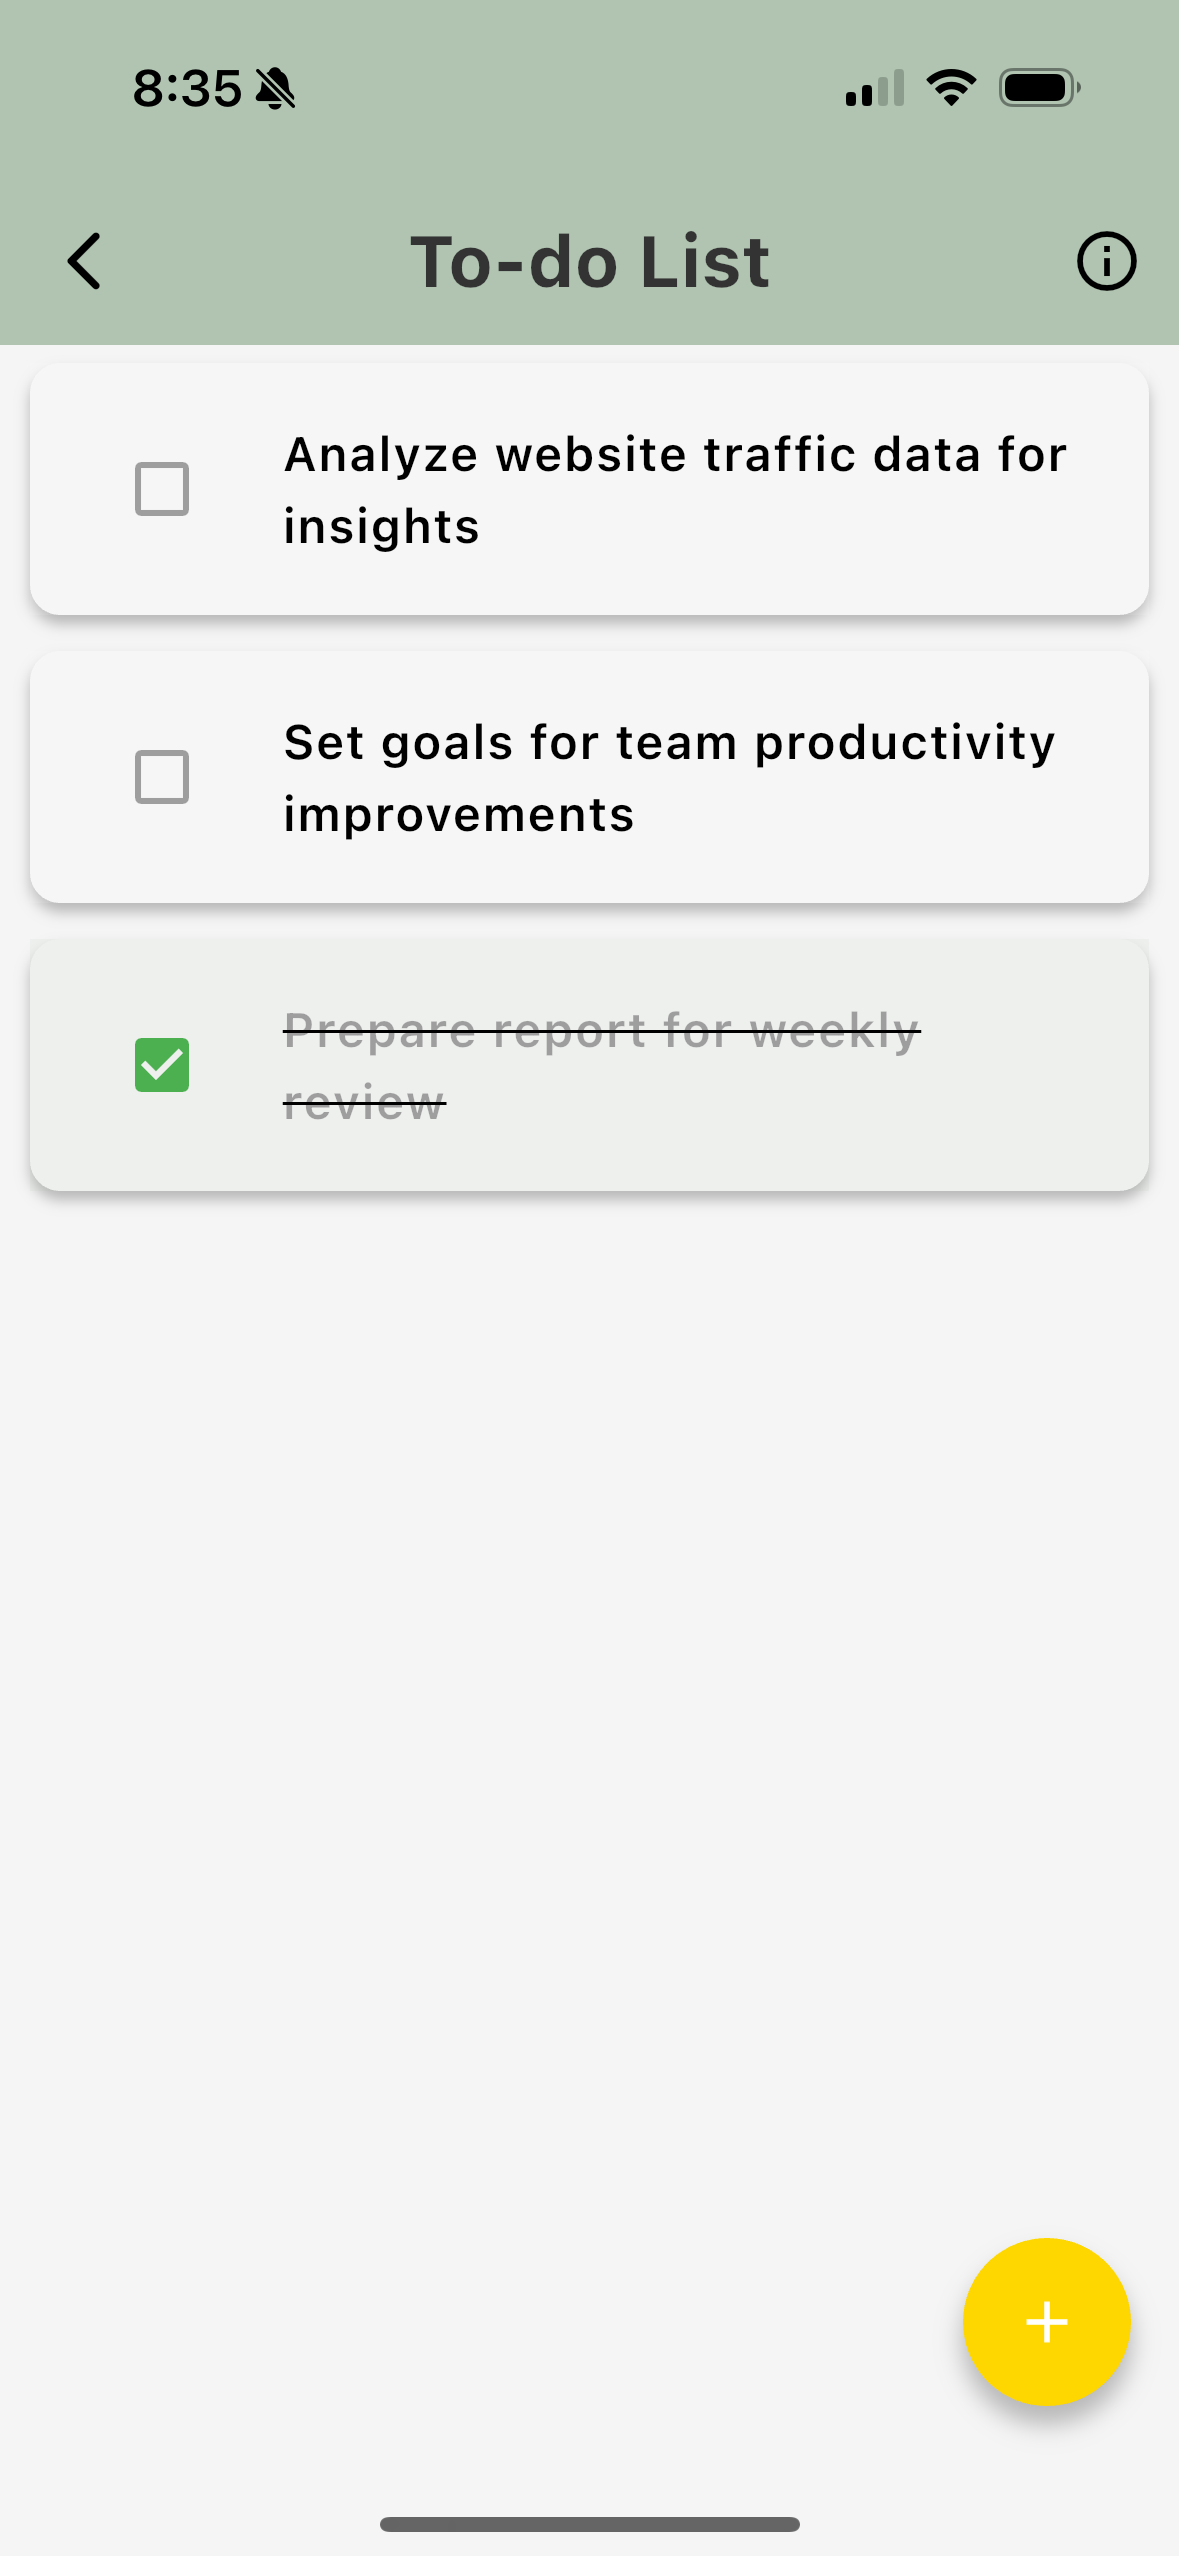 8:35
To-do List
Analyze website traffic data for
insights
Set goals for team productivity
improvements
Prepare report for weekly
review